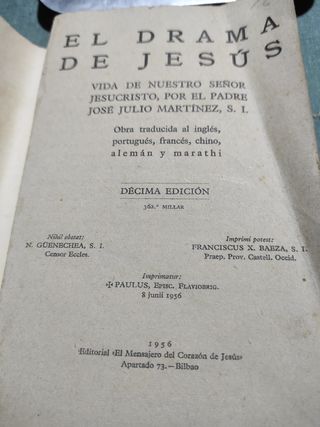 EL DRAMA
DE JESÚS
VIDA DE NUESTRO SEÑOR
JESUCRISTO, POR EL PADRE
JOSÉ JULIO MARTÍNEZ, S. I.
Obra traducida al inglés,
portugués, francés, chino,
alemán y marathi
DÉCIMA EDICIÓN
362.º MILLAR
Nihil obstat:
N. GÜENECHEA, S. I.
Censor Eccles.
Imprimi potest:
FRANCISCUS X. BAEZA, S. I.
Praep. Prov. Castell. Occid.
Imprimatur:
✠ PAULUS, Episc. FLAVIOBRIG.
8 junii 1956
1956
Editorial «El Mensajero del Corazón de Jesús»
Apartado 73.—Bilbao